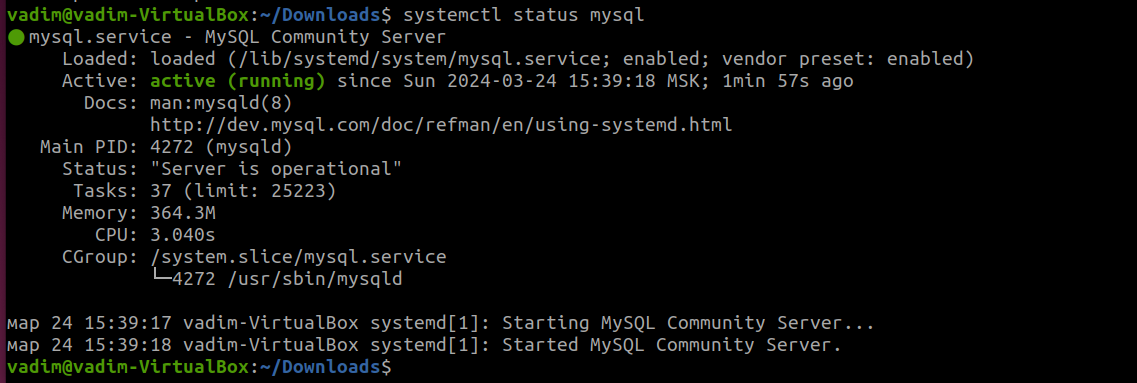 vadim@vadim-VirtualBox:~/Downloads$ systemctl status mysql
● mysql.service - MySQL Community Server
     Loaded: loaded (/lib/systemd/system/mysql.service; enabled; vendor preset: enabled)
     Active: active (running) since Sun 2024-03-24 15:39:18 MSK; 1min 57s ago
       Docs: man:mysqld(8)
             http://dev.mysql.com/doc/refman/en/using-systemd.html
   Main PID: 4272 (mysqld)
     Status: "Server is operational"
      Tasks: 37 (limit: 25223)
     Memory: 364.3M
        CPU: 3.040s
     CGroup: /system.slice/mysql.service
             └─4272 /usr/sbin/mysqld

мар 24 15:39:17 vadim-VirtualBox systemd[1]: Starting MySQL Community Server...
мар 24 15:39:18 vadim-VirtualBox systemd[1]: Started MySQL Community Server.
vadim@vadim-VirtualBox:~/Downloads$